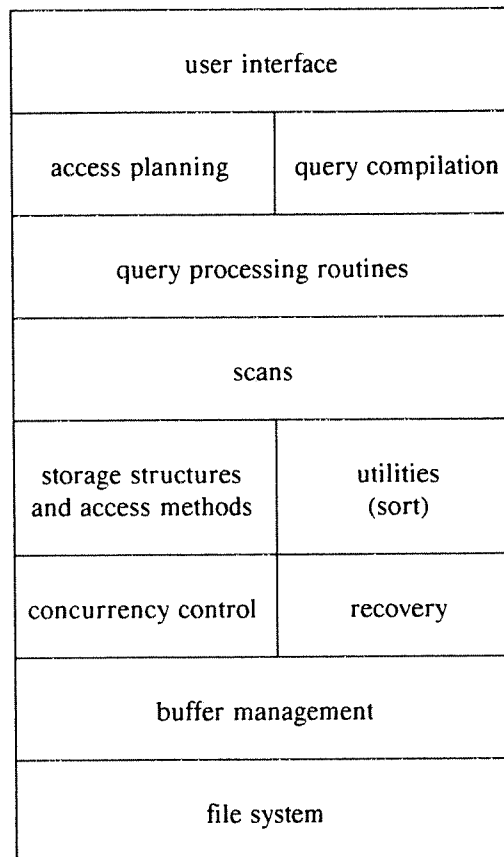 user interface
access planning
query compilation
query processing routines
scans
storage structures
and access methods
utilities
(sort)
concurrency control
recovery
buffer management
file system